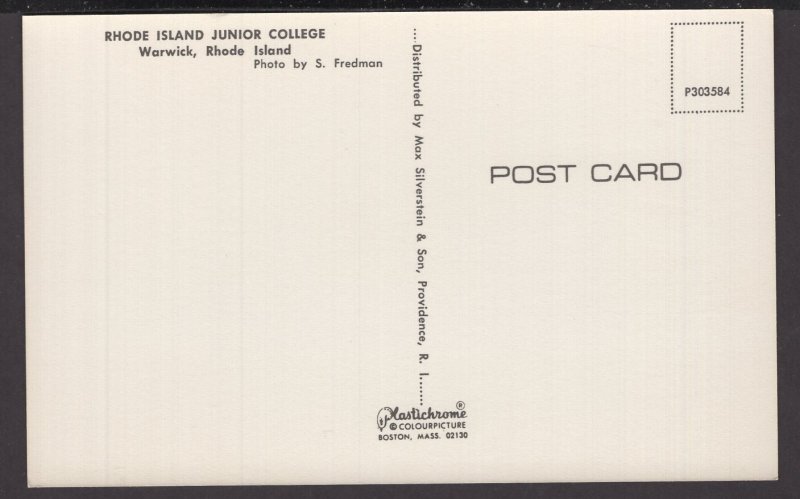 RHODE ISLAND JUNIOR COLLEGE
Warwick, Rhode Island
Photo by S. Fredman
....Distributed by Max Silverstein & Son, Providence, R. I.....
P303584
POST CARD
Plastichrome®
© COLOURPICTURE
BOSTON, MASS. 02130